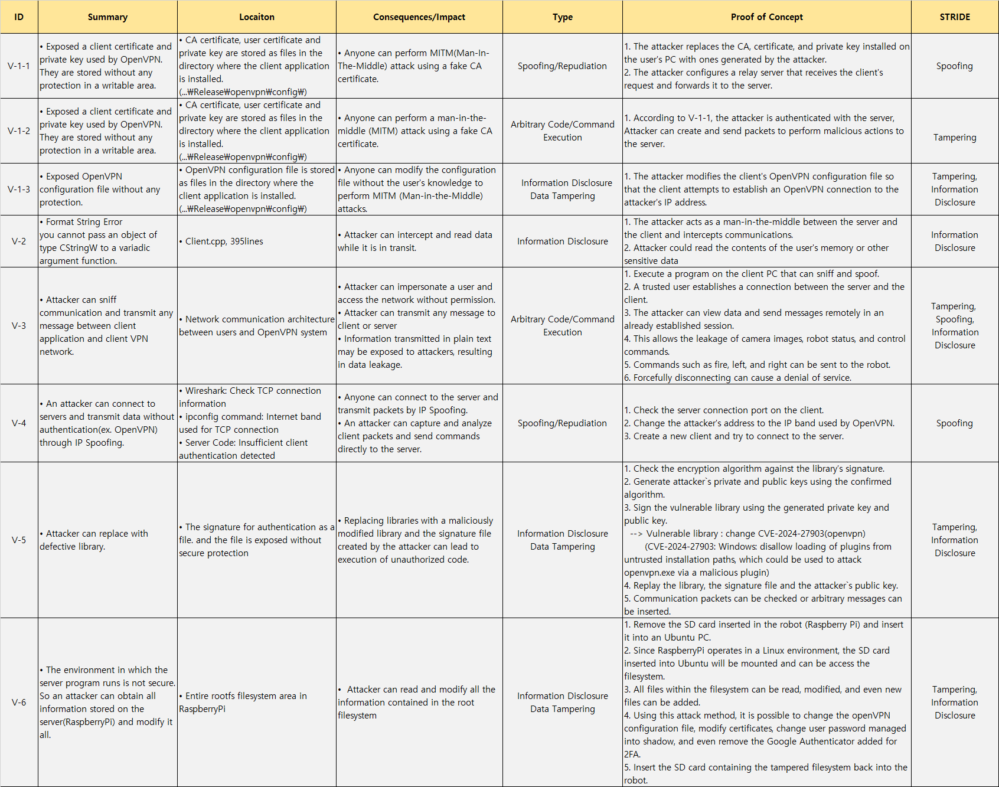 ID
Summary
Locaiton
Consequences/Impact
Type
Proof of Concept
STRIDE
V-1-1
• Exposed a client certificate and
private key used by OpenVPN.
They are stored without any
protection in a writable area.
• CA certificate, user certificate and
private key are stored as files in the
directory where the client application
is installed.
(...₩Release₩openvpn₩config₩)
• Anyone can perform MITM(Man-In-
The-Middle) attack using a fake CA
certificate.
Spoofing/Repudiation
1. The attacker replaces the CA, certificate, and private key installed on
the user's PC with ones generated by the attacker.
2. The attacker configures a relay server that receives the client's
request and forwards it to the server.
Spoofing
V-1-2
• Exposed a client certificate and
private key used by OpenVPN.
They are stored without any
protection in a writable area.
• CA certificate, user certificate and
private key are stored as files in the
directory where the client application
is installed.
(...₩Release₩openvpn₩config₩)
• Anyone can perform a man-in-the-
middle (MITM) attack using a fake CA
certificate.
Arbitrary Code/Command
Execution
1. According to V-1-1, the attacker is authenticated with the server,
Attacker can create and send packets to perform malicious actions to
the server.
Tampering
V-1-3
• Exposed OpenVPN
configuration file without any
protection.
• OpenVPN configuration file is stored
as files in the directory where the
client application is installed.
(...₩Release₩openvpn₩config₩)
• Anyone can modify the configuration
file without the user's knowledge to
perform MITM (Man-in-the-Middle)
attacks.
Information Disclosure
Data Tampering
1. The attacker modifies the client's OpenVPN configuration file so
that the client attempts to establish an OpenVPN connection to the
attacker's IP address.
Tampering,
Information
Disclosure
V-2
• Format String Error
you cannot pass an object of
type CStringW to a variadic
argument function.
• Client.cpp, 395lines
• Attacker can intercept and read data
while it is in transit.
Information Disclosure
1. The attacker acts as a man-in-the-middle between the server and
the client and intercepts communications.
2. Attacker could read the contents of the user's memory or other
sensitive data
Information
Disclosure
V-3
• Attacker can sniff
communication and transmit any
message between client
application and client VPN
network.
• Network communication architecture
between users and OpenVPN system
• Attacker can impersonate a user and
access the network without permission.
• Attacker can transmit any message to
client or server
• Information transmitted in plain text
may be exposed to attackers, resulting
in data leakage.
Arbitrary Code/Command
Execution
1. Execute a program on the client PC that can sniff and spoof.
2. A trusted user establishes a connection between the server and the
client.
3. The attacker can view data and send messages remotely in an
already established session.
4. This allows the leakage of camera images, robot status, and control
commands.
5. Commands such as fire, left, and right can be sent to the robot.
6. Forcefully disconnecting can cause a denial of service.
Tampering,
Spoofing,
Information
Disclosure
V-4
• An attacker can connect to
servers and transmit data without
authentication(ex. OpenVPN)
through IP Spoofing.
• Wireshark: Check TCP connection
information
• ipconfig command: Internet band
used for TCP connection
• Server Code: Insufficient client
authentication detected
• Anyone can connect to the server and
transmit packets by IP Spoofing.
• An attacker can capture and analyze
client packets and send commands
directly to the server.
Spoofing/Repudiation
1. Check the server connection port on the client.
2. Change the attacker's address to the IP band used by OpenVPN.
3. Create a new client and try to connect to the server.
Spoofing
V-5
• Attacker can replace with
defective library.
• The signature for authentication as a
file. and the file is exposed without
secure protection
• Replacing libraries with a maliciously
modified library and the signature file
created by the attacker can lead to
execution of unauthorized code.
Information Disclosure
Data Tampering
1. Check the encryption algorithm against the library's signature.
2. Generate attacker`s private and public keys using the confirmed
algorithm.
3. Sign the vulnerable library using the generated private key and
public key.
--> Vulnerable library : change CVE-2024-27903(openvpn)
(CVE-2024-27903: Windows: disallow loading of plugins from
untrusted installation paths, which could be used to attack
openvpn.exe via a malicious plugin)
4. Replay the library, the signature file and the attacker`s public key.
5. Communication packets can be checked or arbitrary messages can
be inserted.
Tampering,
Information
Disclosure
V-6
• The environment in which the
server program runs is not secure.
So an attacker can obtain all
information stored on the
server(RaspberryPi) and modify it
all.
• Entire rootfs filesystem area in
RaspberryPi
• Attacker can read and modify all the
information contained in the root
filesystem
Information Disclosure
Data Tampering
1. Remove the SD card inserted in the robot (Raspberry Pi) and insert
it into an Ubuntu PC.
2. Since RaspberryPi operates in a Linux environment, the SD card
inserted into Ubuntu will be mounted and can be access the
filesystem.
3. All files within the filesystem can be read, modified, and even new
files can be added.
4. Using this attack method, it is possible to change the openVPN
configuration file, modify certificates, change user password managed
into shadow, and even remove the Google Authenticator added for
2FA.
5. Insert the SD card containing the tampered filesystem back into the
robot.
Tampering,
Information
Disclosure